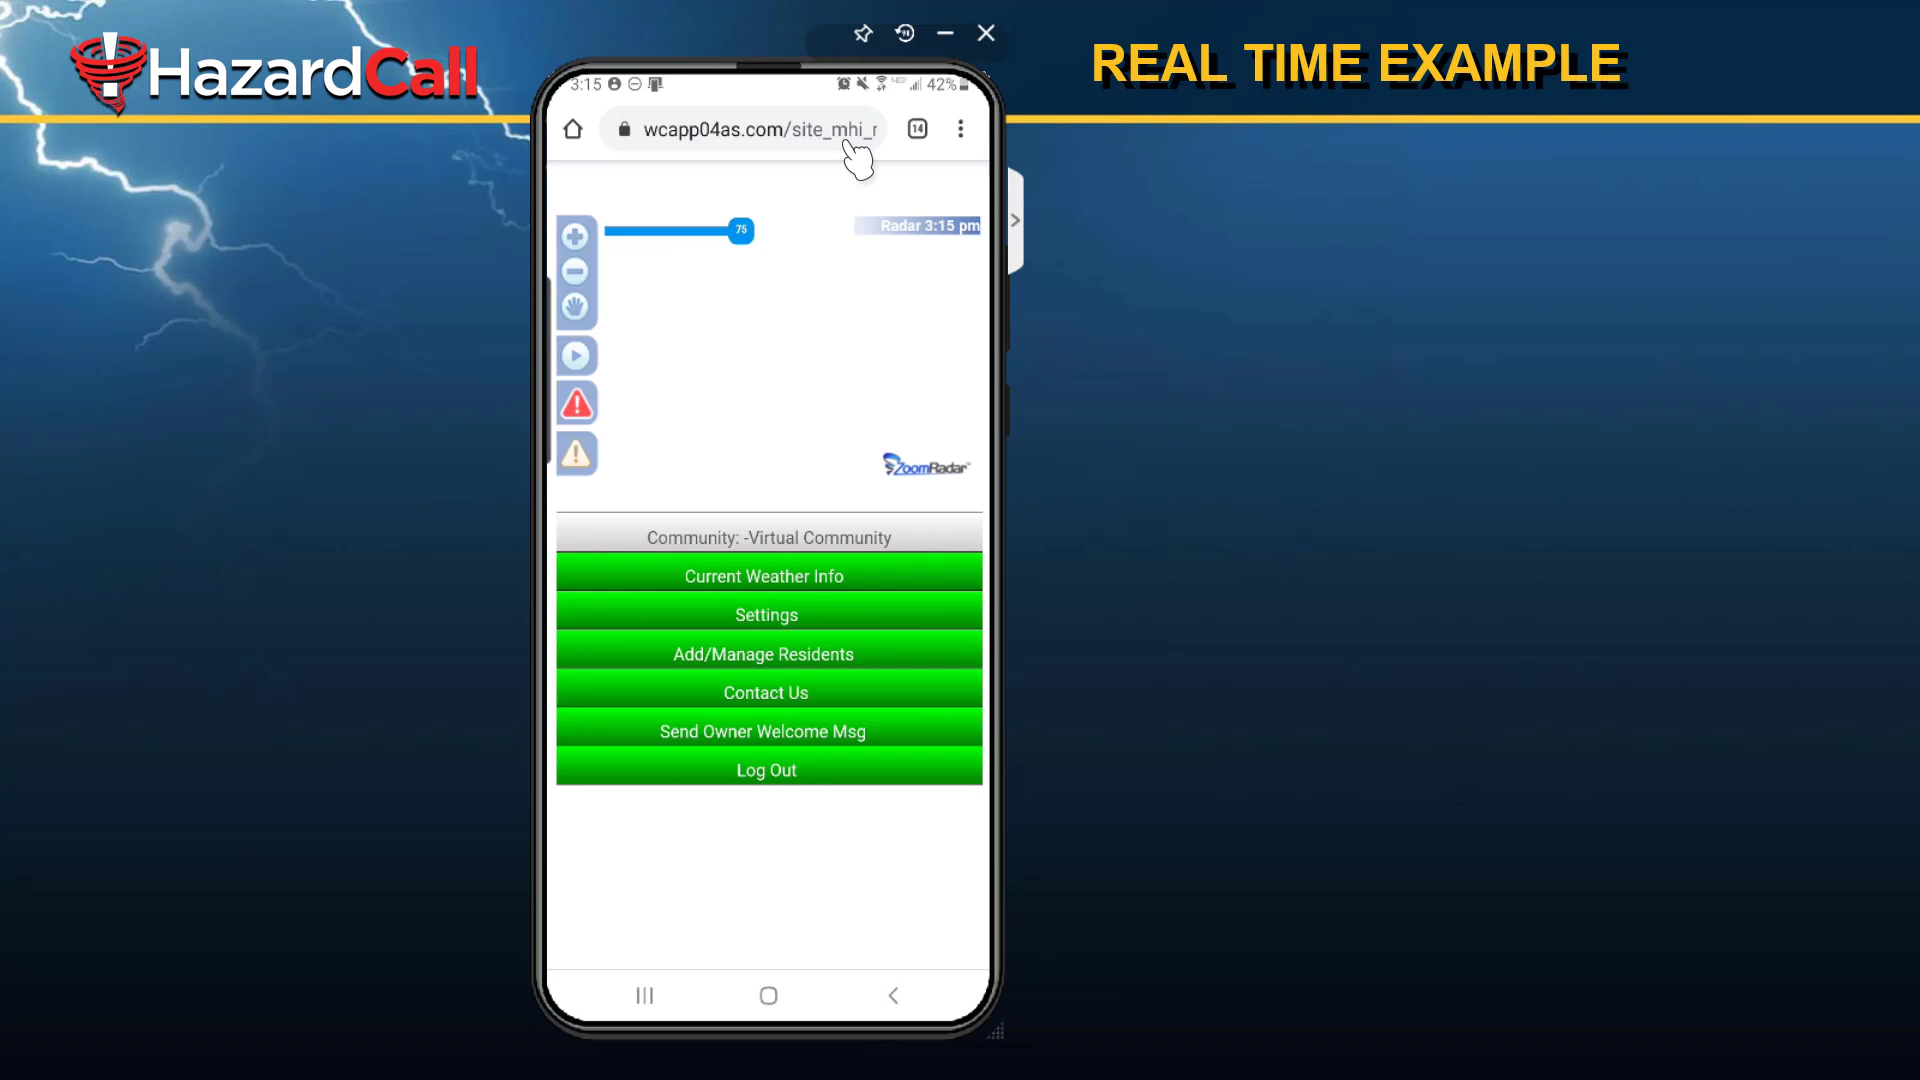 HazardCall
REAL TIME EXAMPLE
3:15
42%
wcapp04as.com/site_mhi_r
14
75
Radar 3:15 pm
ZoomRadar
Community: -Virtual Community
Current Weather Info
Settings
Add/Manage Residents
Contact Us
Send Owner Welcome Msg
Log Out